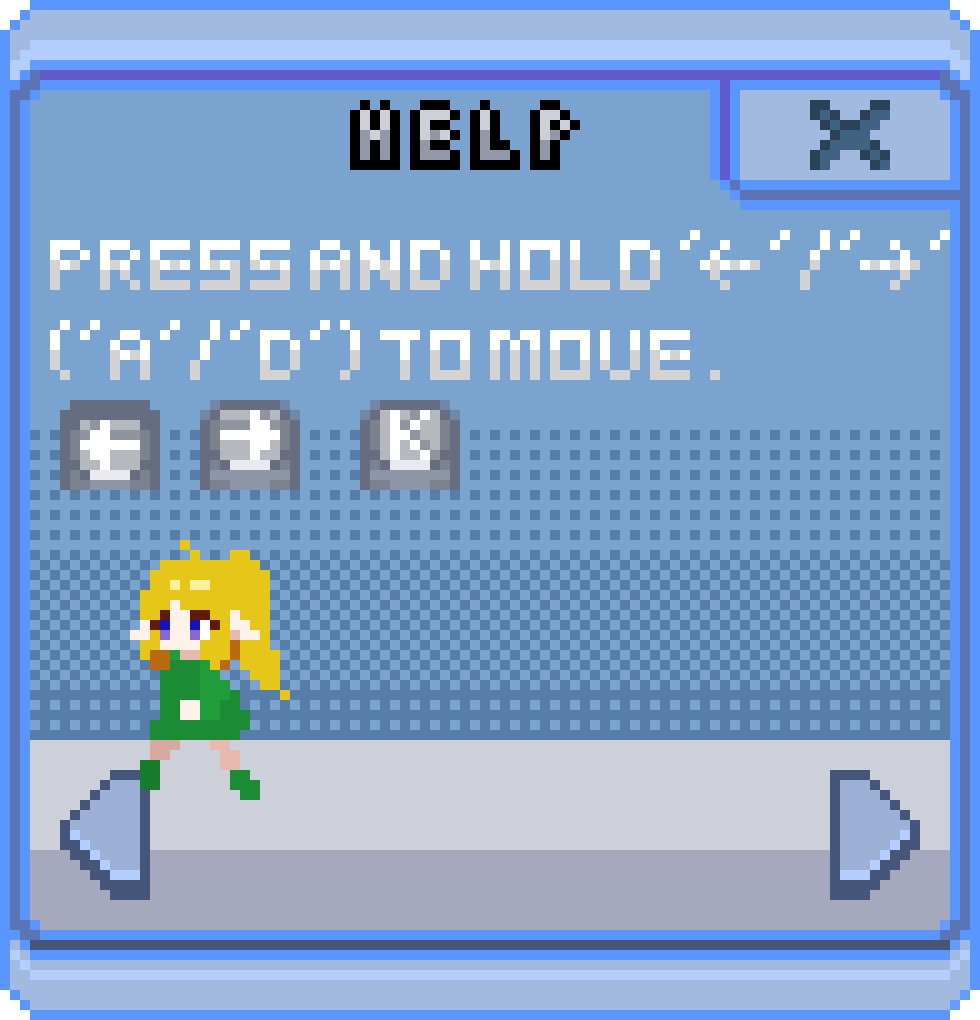 HELP
PRESS AND HOLD '←'/'→'
('A'/'D') TO MOVE.
← → K